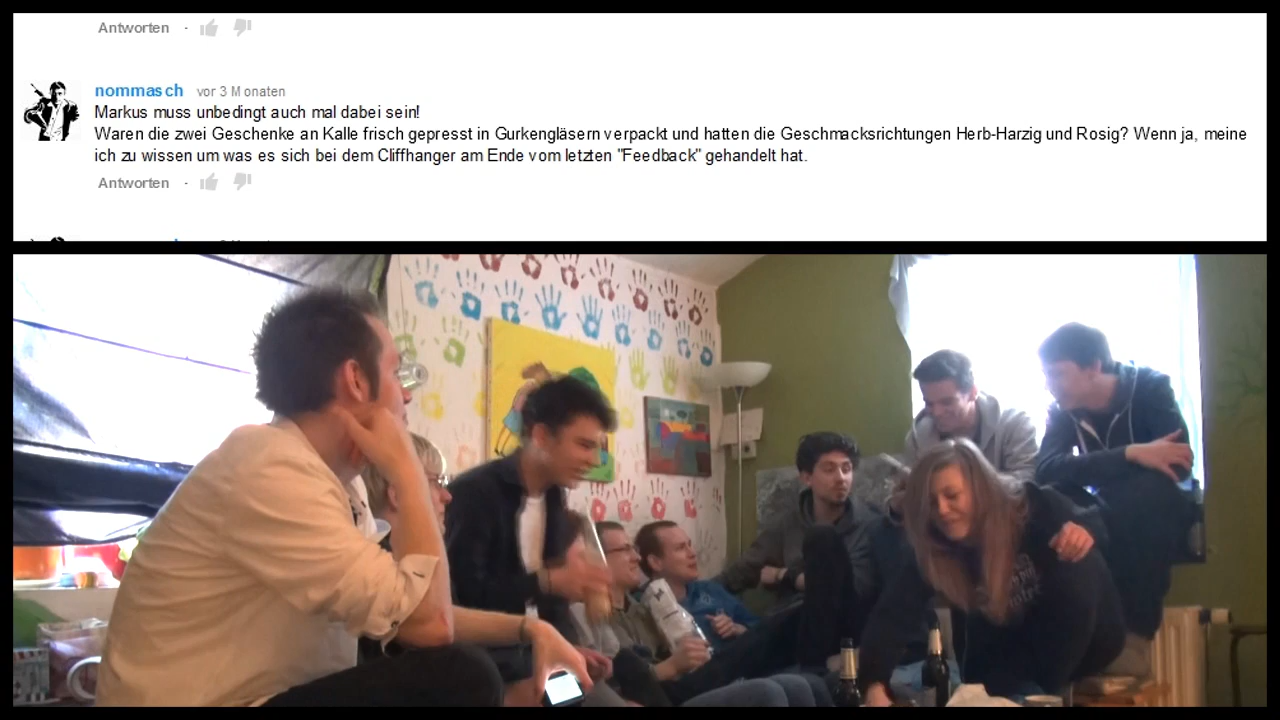 Antworten ·
nommasch vor 3 Monaten
Markus muss unbedingt auch mal dabei sein!
Waren die zwei Geschenke an Kalle frisch gepresst in Gurkengläsern verpackt und hatten die Geschmacksrichtungen Herb-Harzig und Rosig? Wenn ja, meine
ich zu wissen um was es sich bei dem Cliffhanger am Ende vom letzten "Feedback" gehandelt hat.
Antworten ·